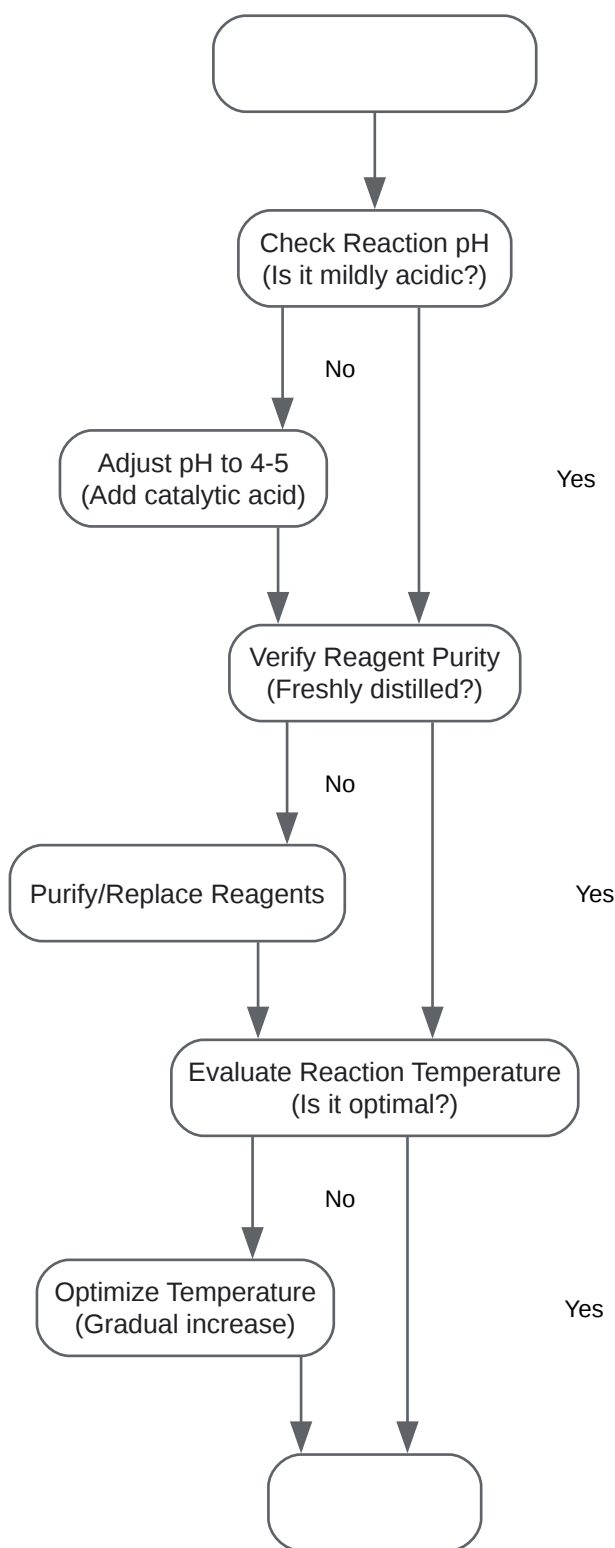 Check Reaction pH
(Is it mildly acidic?)
No
Adjust pH to 4-5
(Add catalytic acid)
Yes
Verify Reagent Purity
(Freshly distilled?)
No
Purify/Replace Reagents
Yes
Evaluate Reaction Temperature
(Is it optimal?)
No
Optimize Temperature
(Gradual increase)
Yes